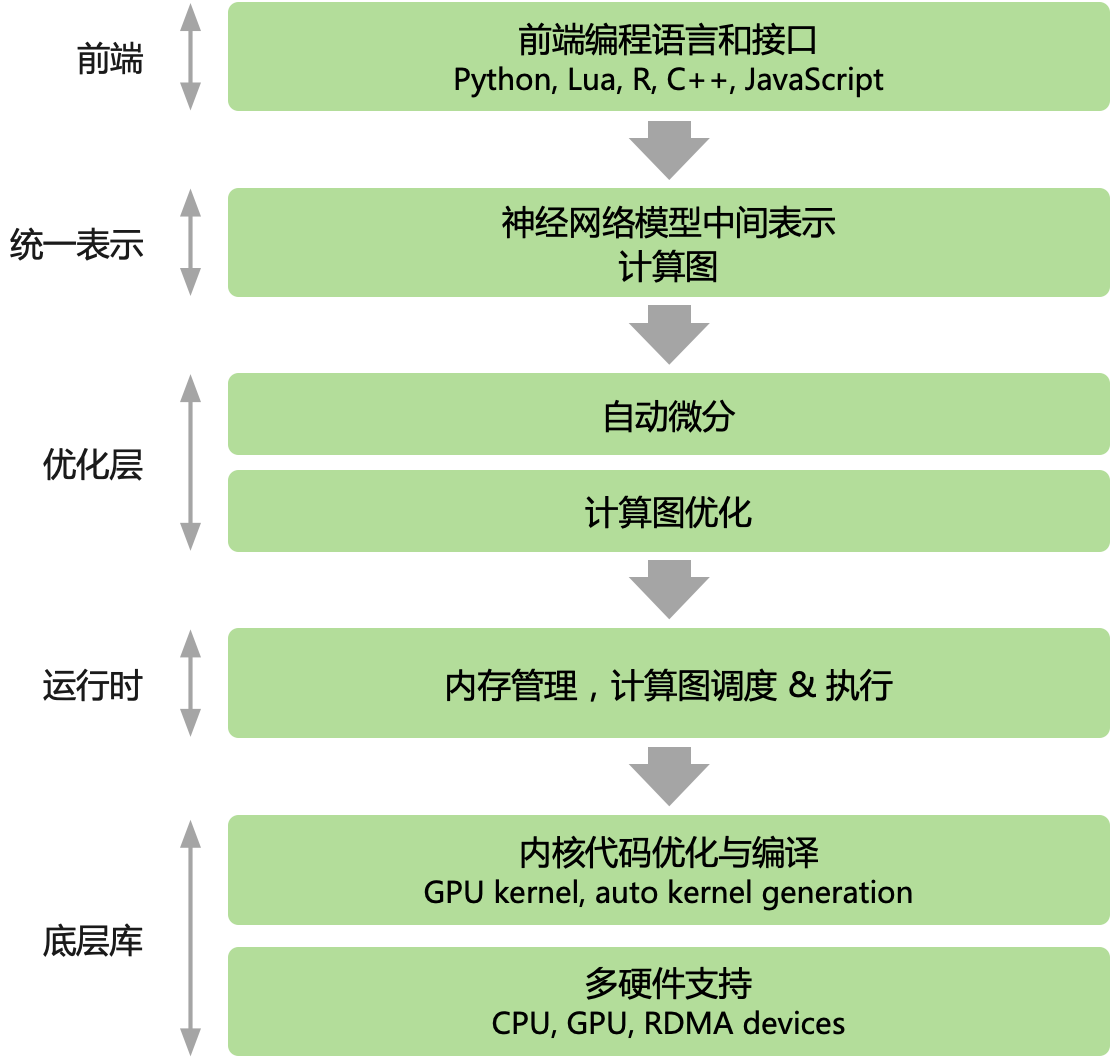 前端
前端编程语言和接口
Python, Lua, R, C++, JavaScript
统一表示
神经网络模型中间表示
计算图
优化层
自动微分
计算图优化
运行时
内存管理，计算图调度 & 执行
底层库
内核代码优化与编译
GPU kernel, auto kernel generation
多硬件支持
CPU, GPU, RDMA devices